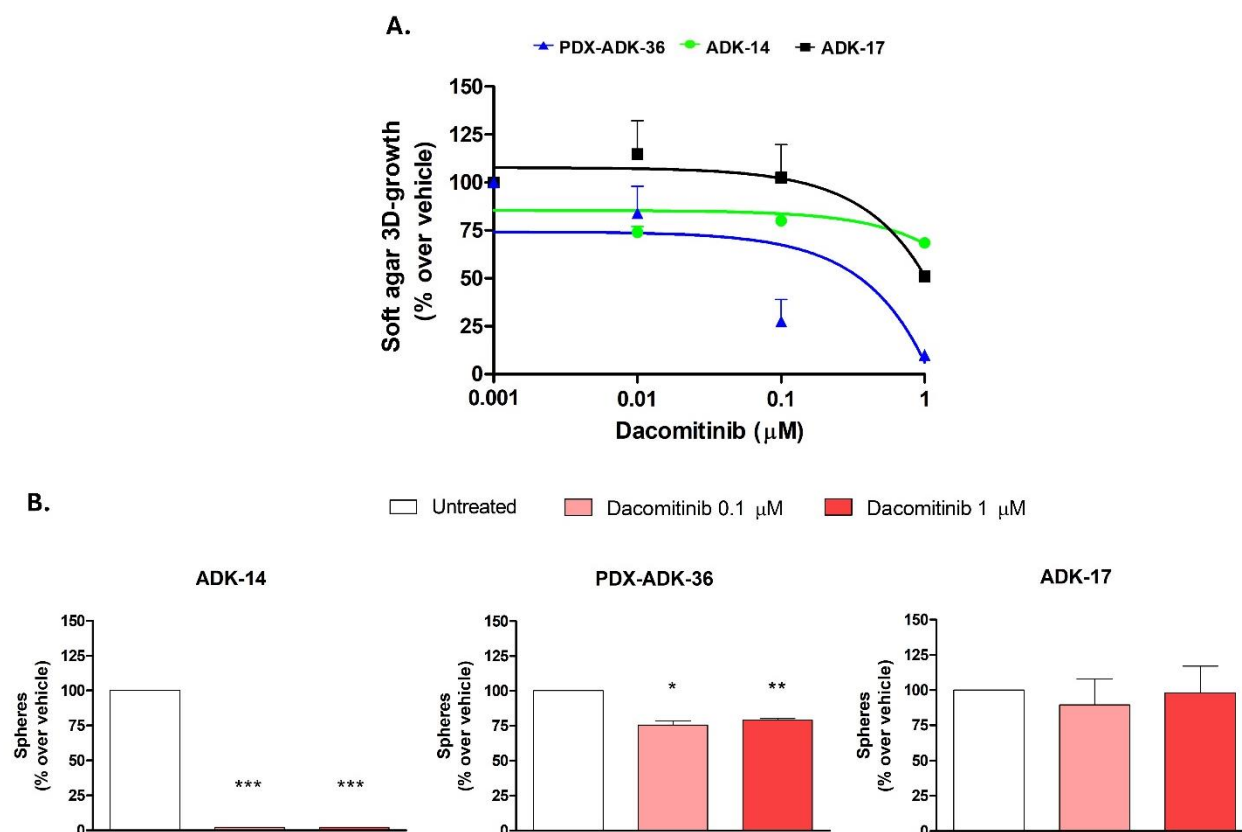 A.
PDX-ADK-36 ADK-14 ADK-17
Soft agar 3D-growth
(% over vehicle)
150
125
100
75
50
25
0
0.001 0.01 0.1 1
Dacomitinib (μM)
B.
Untreated Dacomitinib 0.1 μM Dacomitinib 1 μM
ADK-14
Spheres
(% over vehicle)
150
125
100
75
50
25
0
*** ***
PDX-ADK-36
Spheres
(% over vehicle)
150
125
100
75
50
25
0
* **
ADK-17
Spheres
(% over vehicle)
150
125
100
75
50
25
0